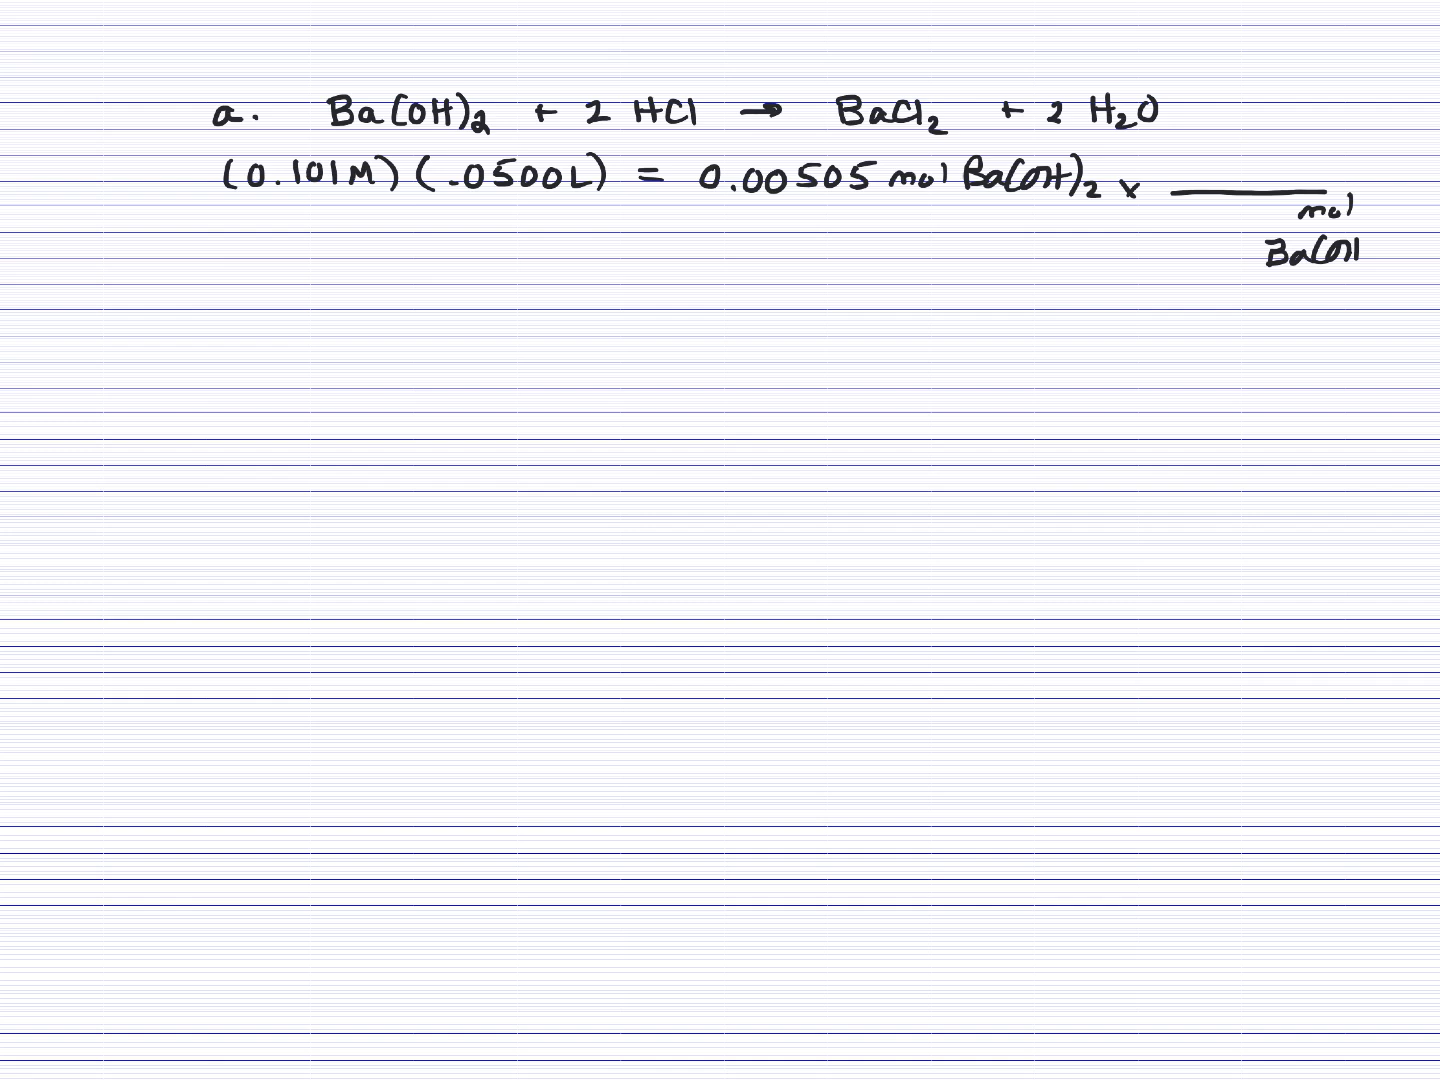 a. Ba(OH)₂ + 2 HCl → BaCl₂ + 2 H₂O
(0.101M)(.0500L) = 0.00505 mol Ba(OH)₂ x
mol
Ba(OH